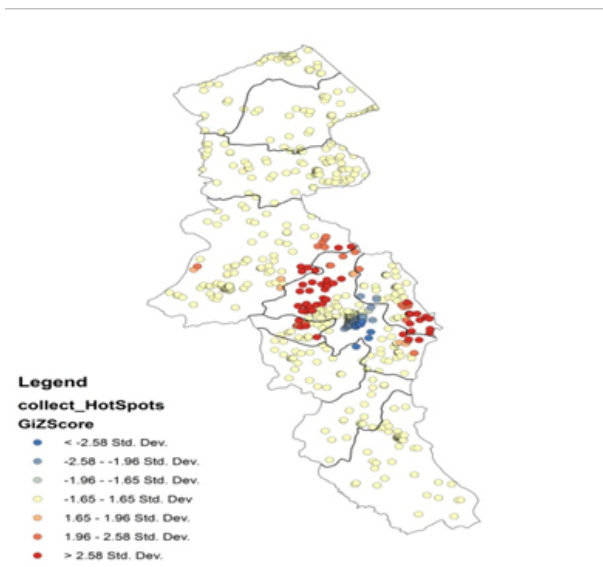 Legend
collect_HotSpots
GiZScore
< -2.58 Std. Dev.
-2.58 - -1.96 Std. Dev.
-1.96 - -1.65 Std. Dev.
-1.65 - 1.65 Std. Dev
1.65 - 1.96 Std. Dev.
1.96 - 2.58 Std. Dev.
> 2.58 Std. Dev.